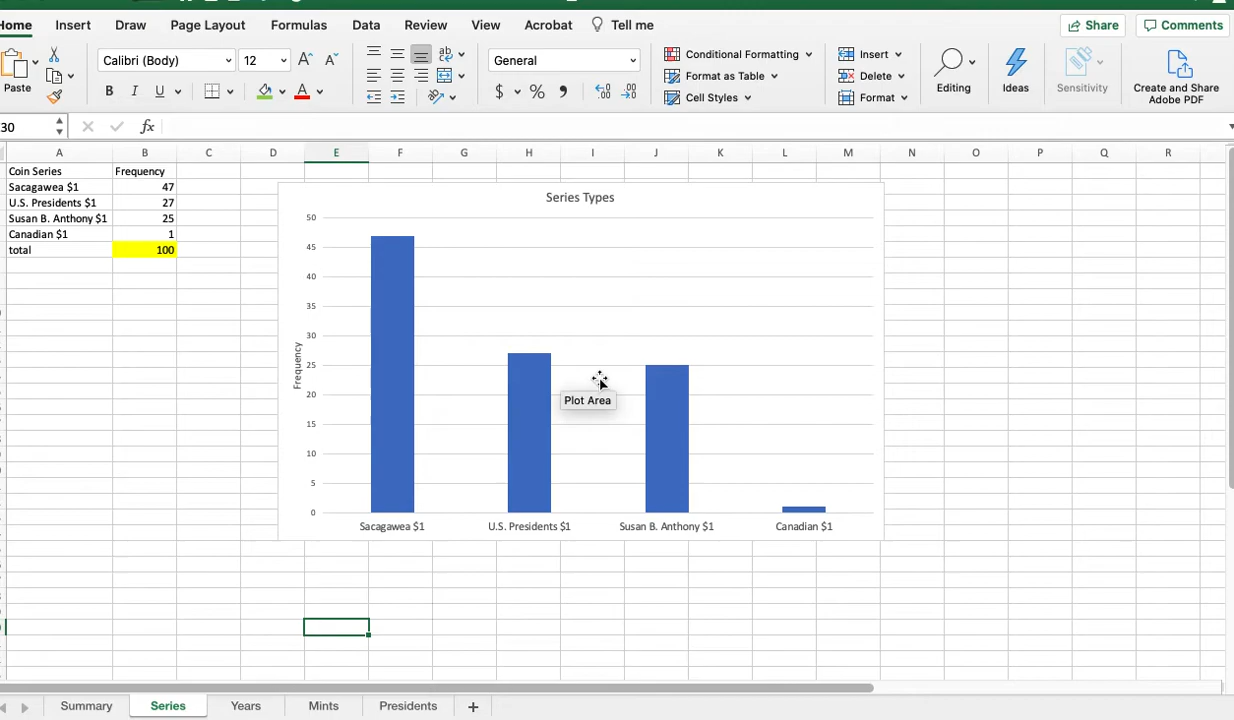 Home Insert Draw Page Layout Formulas Data Review View Acrobat Tell me Share Comments
Paste Calibri (Body) 12 A A ab General Conditional Formatting Insert Editing Ideas Sensitivity Create and Share Adobe PDF
B I U A $ % Format as Table Delete
Cell Styles Format
30 fx
A B C D E F G H I J K L M N O P Q R
Coin Series Frequency
Sacagawea $1 47
U.S. Presidents $1 27
Susan B. Anthony $1 25
Canadian $1 1
total 100
Series Types
50
45
40
35
30
25
20
15
10
5
0
Frequency
Plot Area
Sacagawea $1 U.S. Presidents $1 Susan B. Anthony $1 Canadian $1
Summary Series Years Mints Presidents +